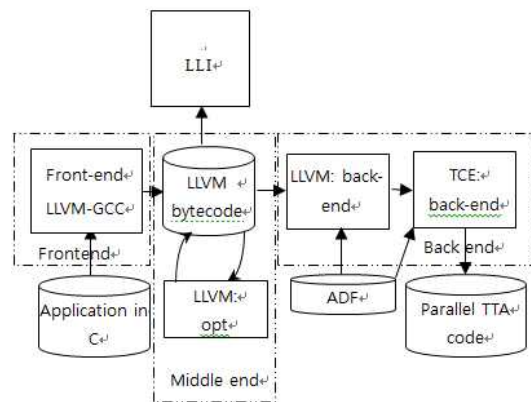 LLI
Front-end
LLVM-GCC
Frontend
LLVM
bytecode
LLVM: back-
end
TCE:
back-end
Back end
Application in
C
LLVM:
opt
ADF
Parallel TTA
code
Middle end